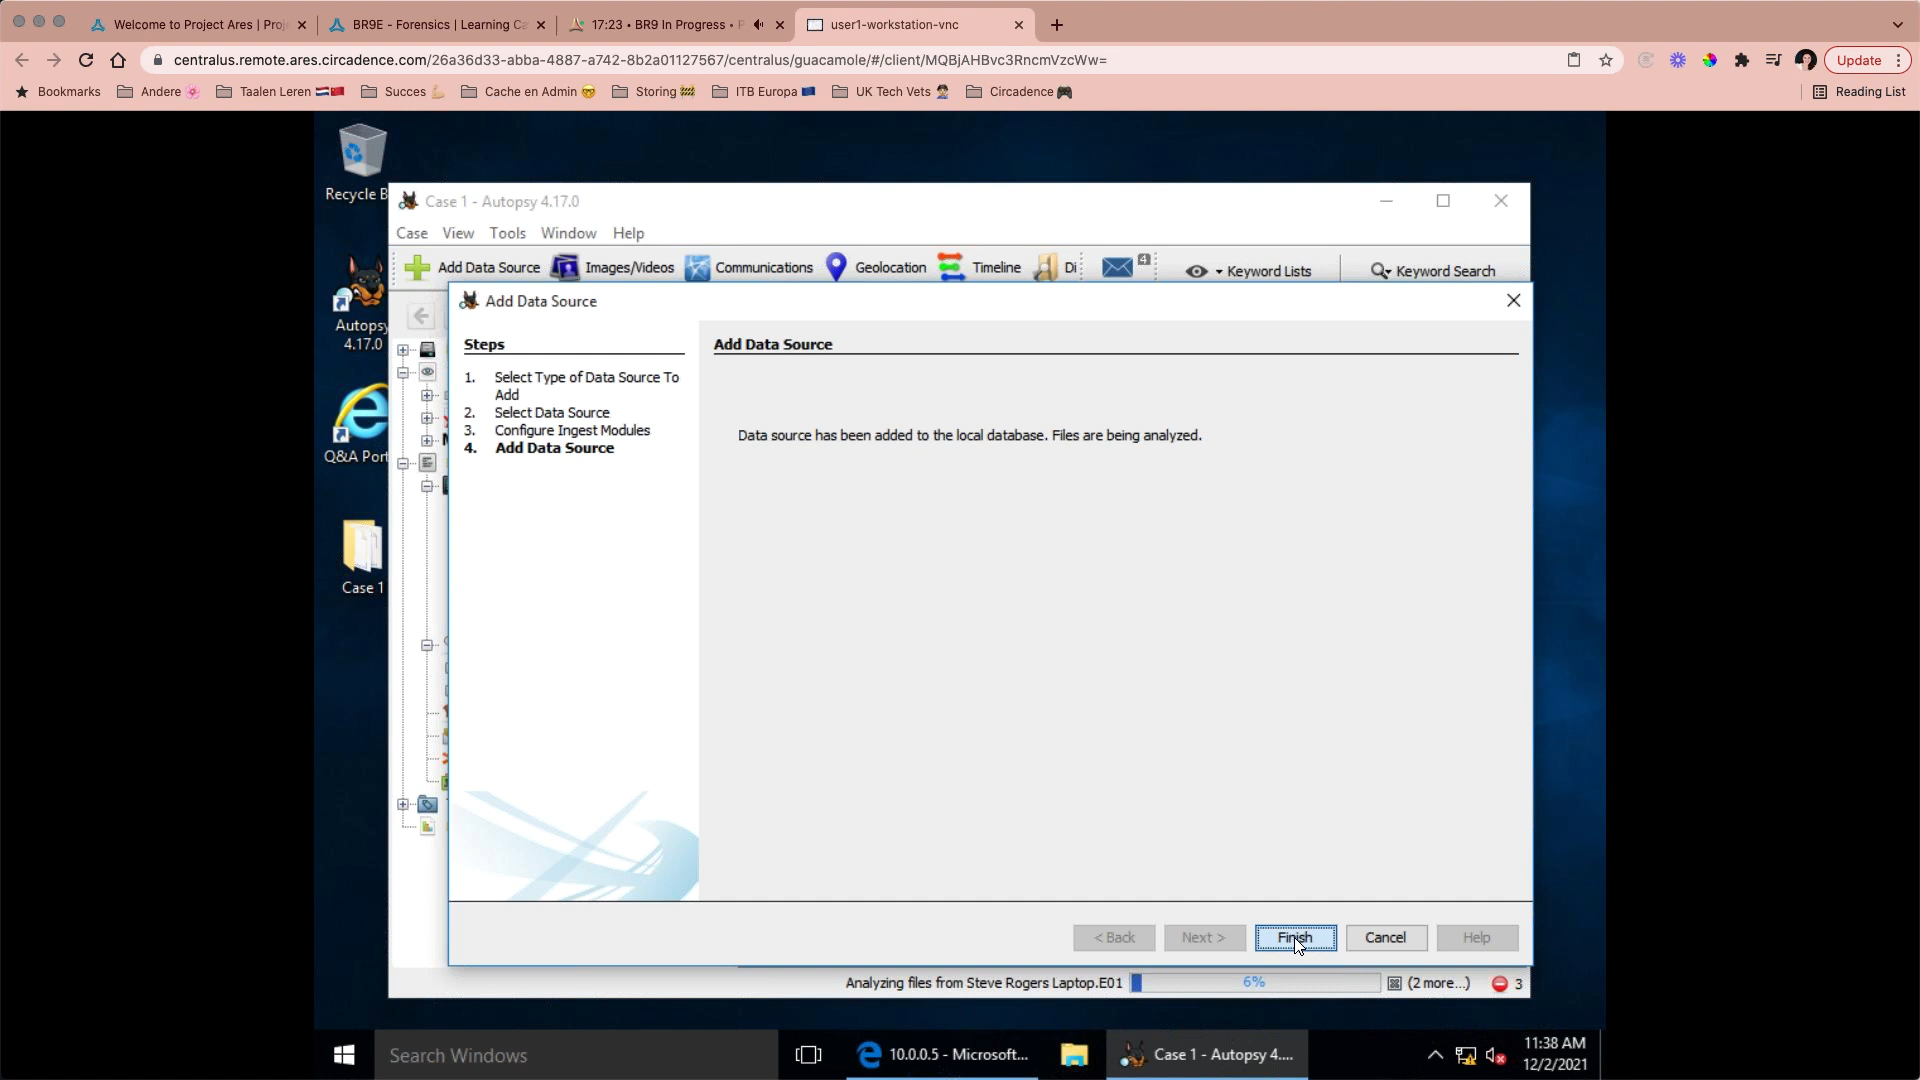 Welcome to Project Ares | Proj
BR9E - Forensics | Learning Ca
17:23 • BR9 In Progress • P
user1-workstation-vnc
centralus.remote.ares.circadence.com/26a36d33-abba-4887-a742-8b2a01127567/centralus/guacamole/#/client/MQBjAHBvc3RncmVzcWw=
Update
Bookmarks
Andere
Taalen Leren
Succes
Cache en Admin
Storing
ITB Europa
UK Tech Vets
Circadence
Reading List
Recycle B
Case 1 - Autopsy 4.17.0
Case View Tools Window Help
Add Data Source
Images/Videos
Communications
Geolocation
Timeline
Di
4
Keyword Lists
Keyword Search
Autopsy
4.17.0
Q&A Port
Case 1
Add Data Source
Steps
1. Select Type of Data Source To
Add
2. Select Data Source
3. Configure Ingest Modules
4. Add Data Source
Add Data Source
Data source has been added to the local database. Files are being analyzed.
< Back
Next >
Finish
Cancel
Help
Analyzing files from Steve Rogers Laptop.E01
6%
(2 more...)
3
Search Windows
10.0.0.5 - Microsoft...
Case 1 - Autopsy 4....
11:38 AM
12/2/2021